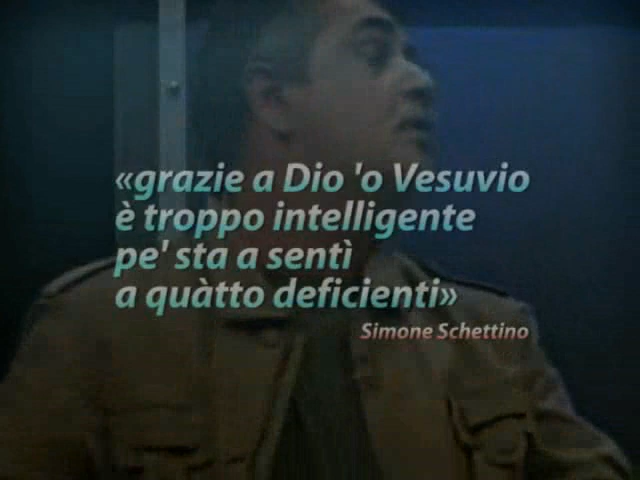 «grazie a Dio 'o Vesuvio
è troppo intelligente
pe' sta a sentì
a quàtto deficienti»
Simone Schettino